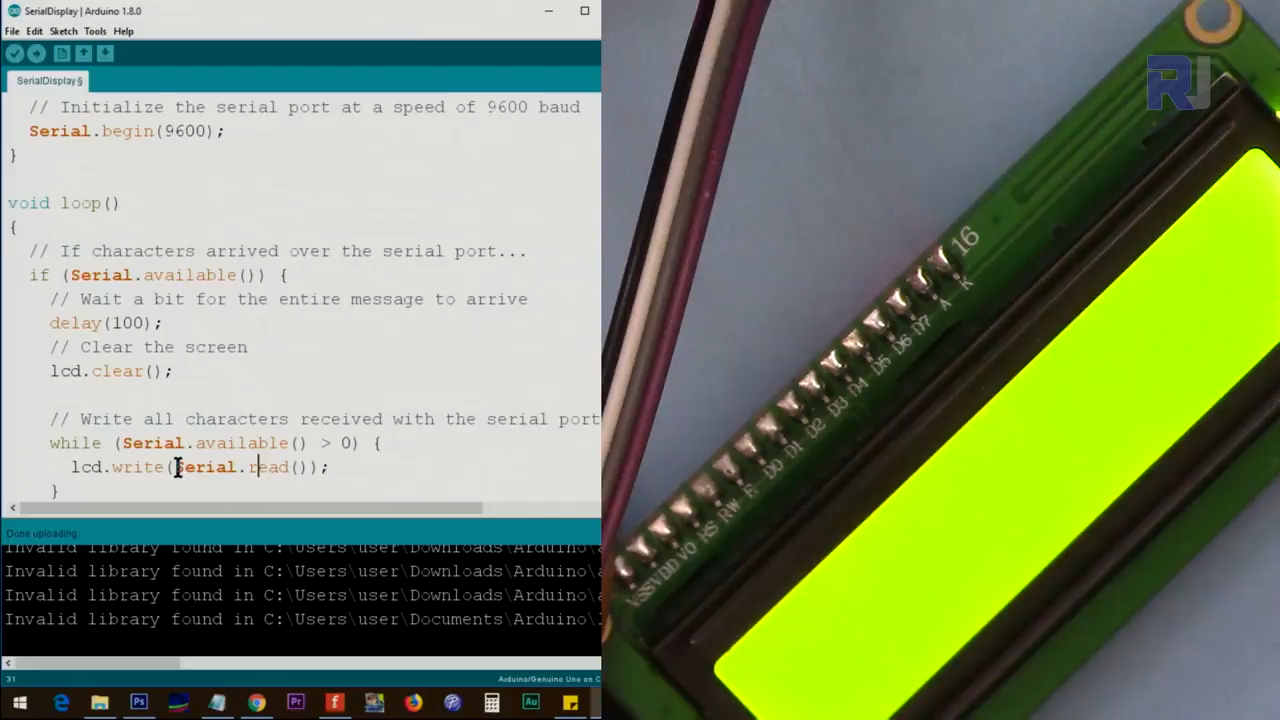 SerialDisplay | Arduino 1.8.0
File Edit Sketch Tools Help
SerialDisplay§
// Initialize the serial port at a speed of 9600 baud
Serial.begin(9600);
}
void loop()
{
// If characters arrived over the serial port...
if (Serial.available()) {
// Wait a bit for the entire message to arrive
delay(100);
// Clear the screen
lcd.clear();
// Write all characters received with the serial port
while (Serial.available() > 0) {
lcd.write(Serial.read());
}
Done uploading.
Invalid library found in C:\Users\user\Downloads\Arduino\
Invalid library found in C:\Users\user\Downloads\Arduino\
Invalid library found in C:\Users\user\Downloads\Arduino\
Invalid library found in C:\Users\user\Documents\Arduino\
31
Arduino/Genuino Uno on C
RJ
16
VSS VDD VO RS RW E D0 D1 D2 D3 D4 D5 D6 D7 A K